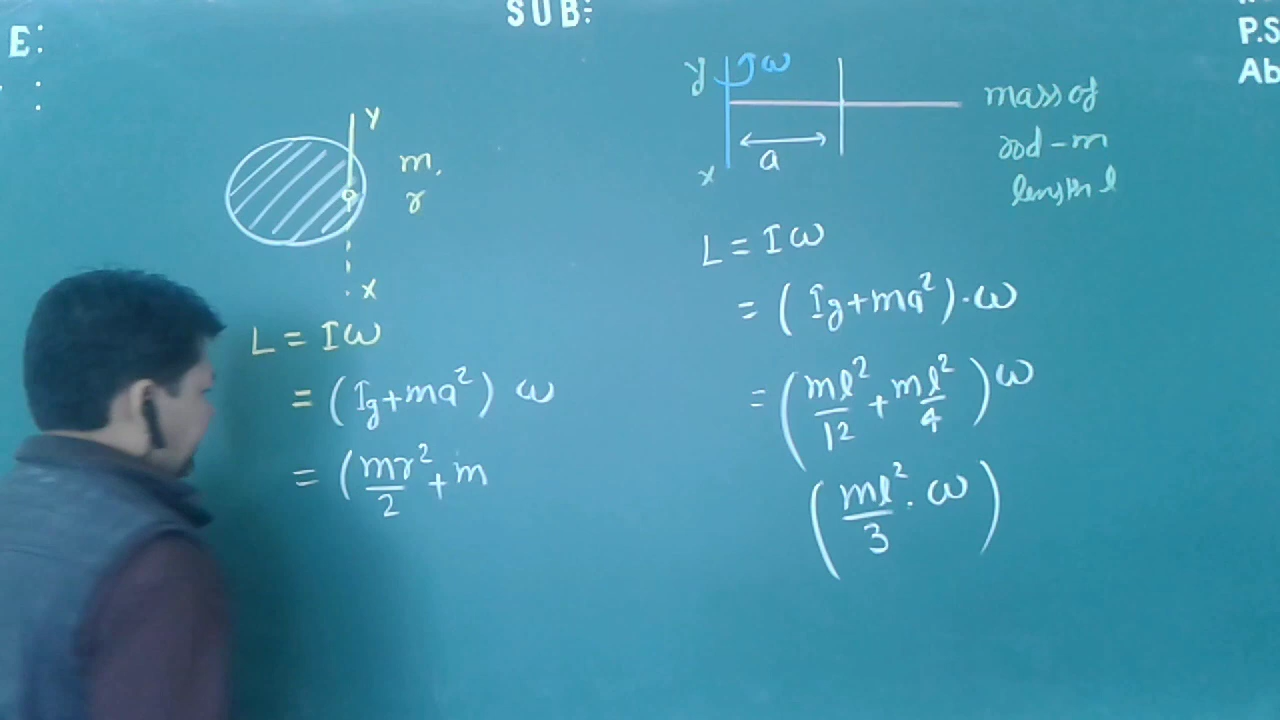 E:
SUB:
P.S
Ab
:
y
m,
r
x
L = Iω
= (Ig+ma²) ω
= (mr²/2 + m
y ω
a
x
mass of
rod - m
length l
L = Iω
= (Ig+ma²)·ω
= (ml²/12 + ml²/4)ω
(ml²/3 · ω)